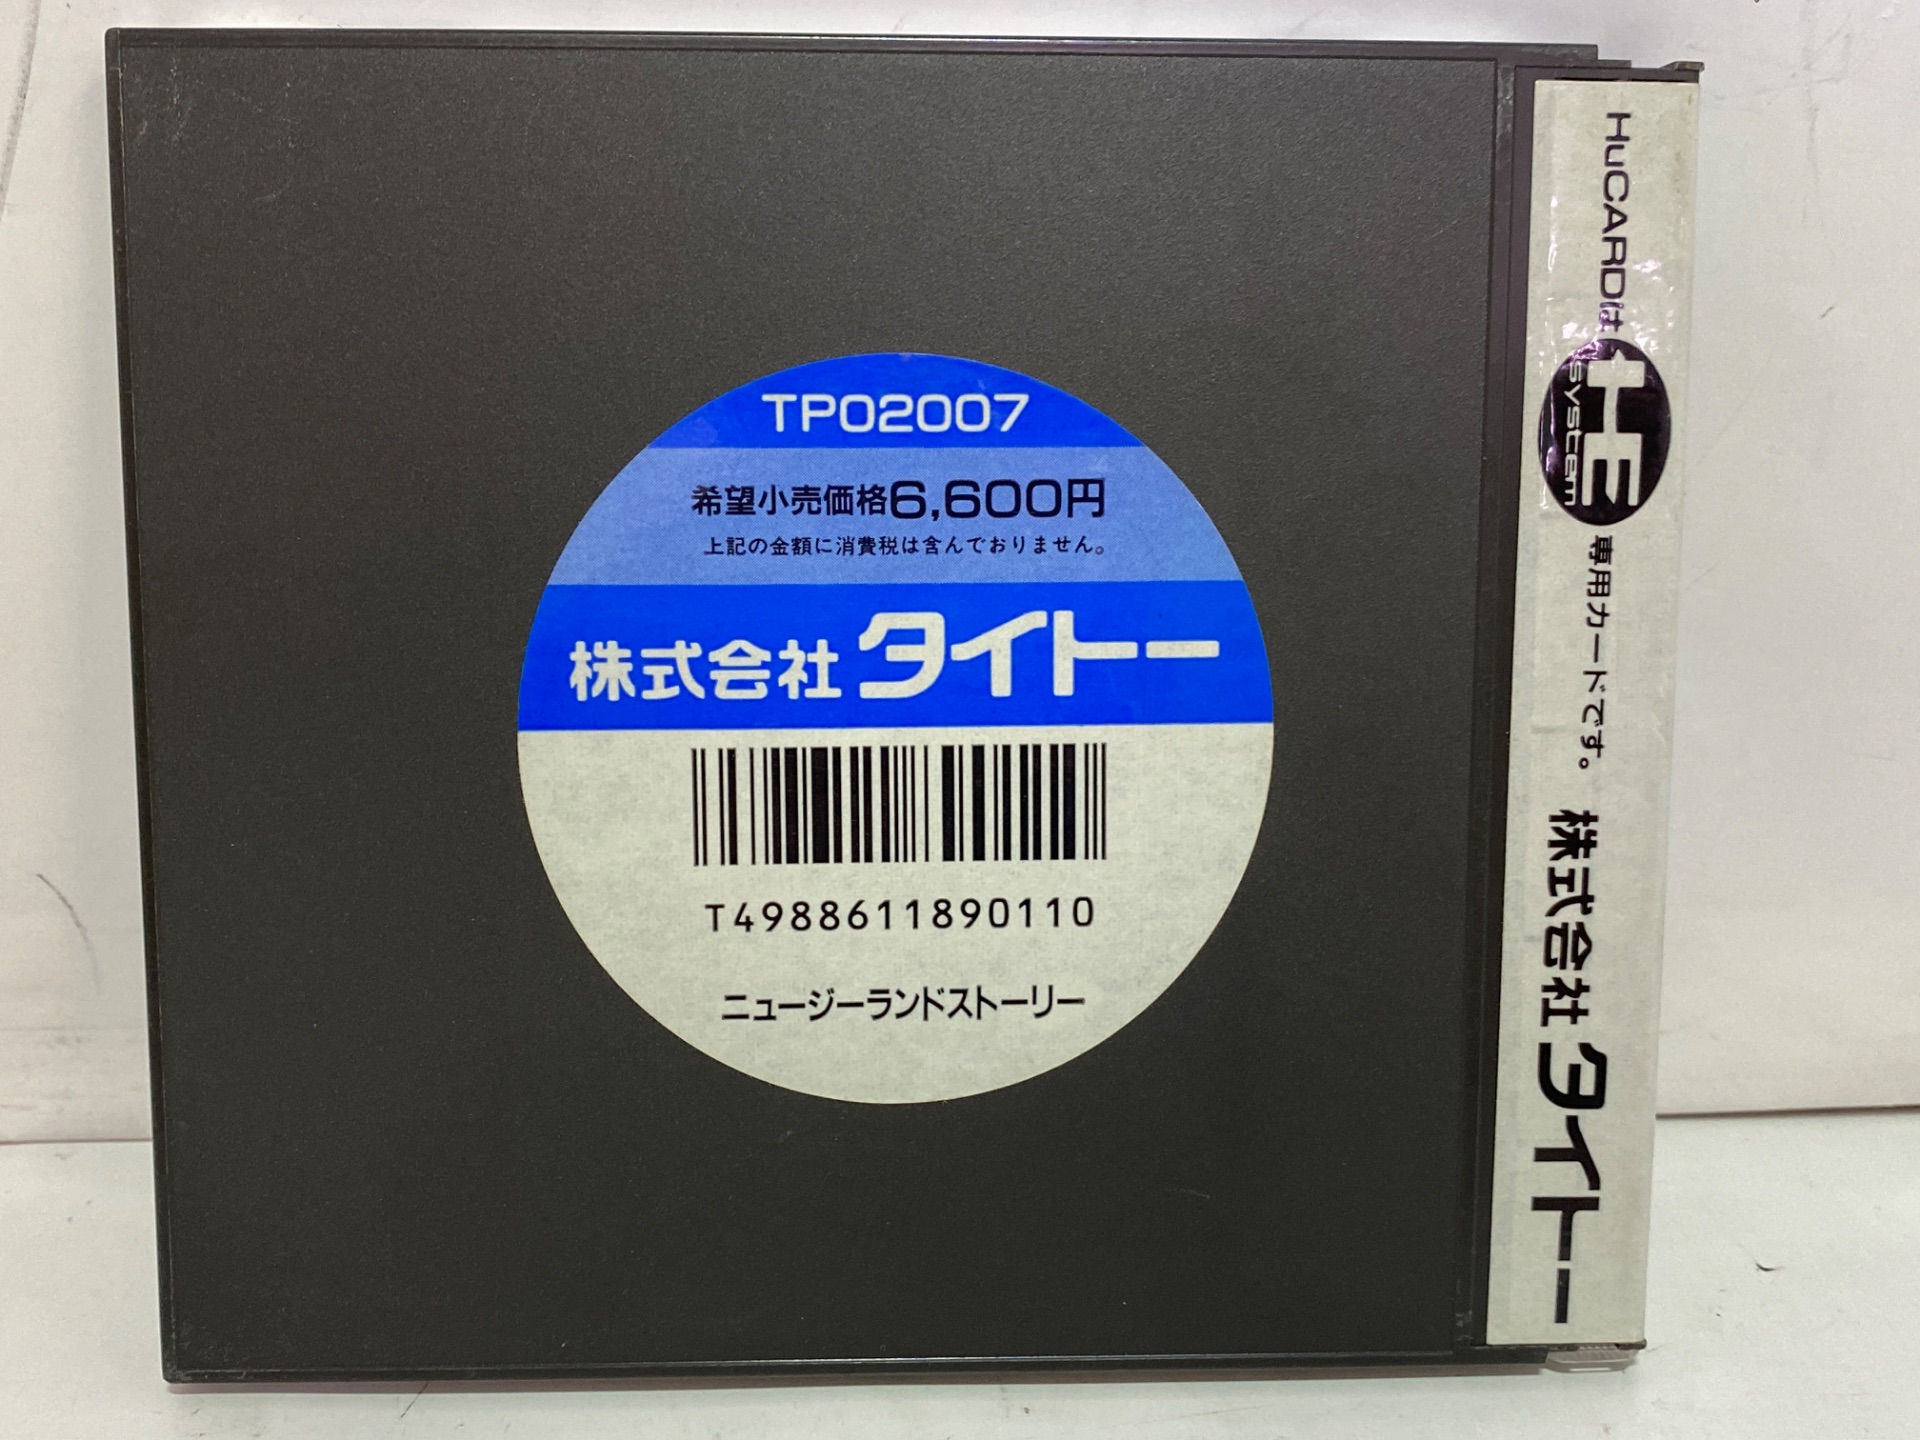 TP02007
希望小売価格6,600円
上記の金額に消費税は含んでおりません。
株式会社 タイトー
T4988611890110
ニュージーランドストーリー
HuCARDは HE system 専用カードです。 株式会社 タイトー